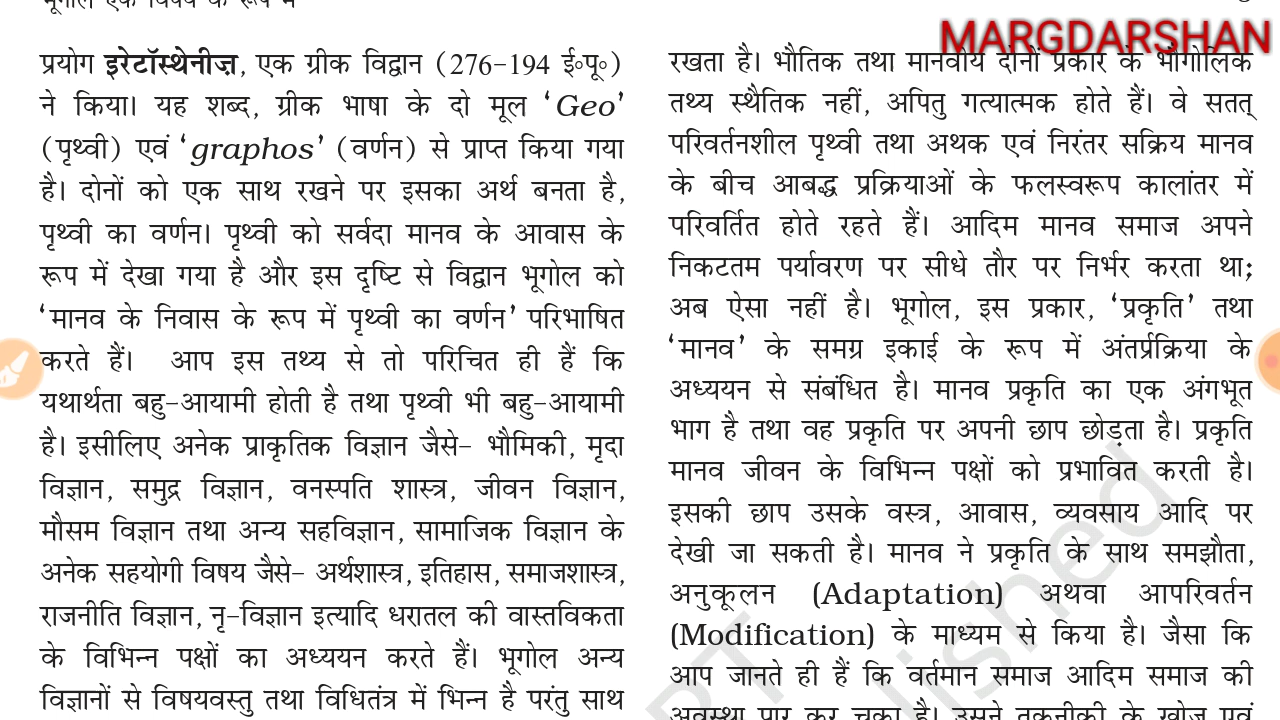 भूगोल एक विषय के रूप में
MARGDARSHAN
प्रयोग इरेटॉस्थेनीज़, एक ग्रीक विद्वान (276-194 ई॰पू॰)
ने किया। यह शब्द, ग्रीक भाषा के दो मूल ‘Geo’
(पृथ्वी) एवं ‘graphos’ (वर्णन) से प्राप्त किया गया
है। दोनों को एक साथ रखने पर इसका अर्थ बनता है,
पृथ्वी का वर्णन। पृथ्वी को सर्वदा मानव के आवास के
रूप में देखा गया है और इस दृष्टि से विद्वान भूगोल को
‘मानव के निवास के रूप में पृथ्वी का वर्णन’ परिभाषित
करते हैं। आप इस तथ्य से तो परिचित ही हैं कि
यथार्थता बहु-आयामी होती है तथा पृथ्वी भी बहु-आयामी
है। इसीलिए अनेक प्राकृतिक विज्ञान जैसे- भौमिकी, मृदा
विज्ञान, समुद्र विज्ञान, वनस्पति शास्त्र, जीवन विज्ञान,
मौसम विज्ञान तथा अन्य सहविज्ञान, सामाजिक विज्ञान के
अनेक सहयोगी विषय जैसे- अर्थशास्त्र, इतिहास, समाजशास्त्र,
राजनीति विज्ञान, नृ-विज्ञान इत्यादि धरातल की वास्तविकता
के विभिन्न पक्षों का अध्ययन करते हैं। भूगोल अन्य
विज्ञानों से विषयवस्तु तथा विधितंत्र में भिन्न है परंतु साथ
रखता है। भौतिक तथा मानवीय दोनों प्रकार के भौगोलिक
तथ्य स्थैतिक नहीं, अपितु गत्यात्मक होते हैं। वे सतत्
परिवर्तनशील पृथ्वी तथा अथक एवं निरंतर सक्रिय मानव
के बीच आबद्ध प्रक्रियाओं के फलस्वरूप कालांतर में
परिवर्तित होते रहते हैं। आदिम मानव समाज अपने
निकटतम पर्यावरण पर सीधे तौर पर निर्भर करता था;
अब ऐसा नहीं है। भूगोल, इस प्रकार, ‘प्रकृति’ तथा
‘मानव’ के समग्र इकाई के रूप में अंतर्प्रक्रिया के
अध्ययन से संबंधित है। मानव प्रकृति का एक अंगभूत
भाग है तथा वह प्रकृति पर अपनी छाप छोड़ता है। प्रकृति
मानव जीवन के विभिन्न पक्षों को प्रभावित करती है।
इसकी छाप उसके वस्त्र, आवास, व्यवसाय आदि पर
देखी जा सकती है। मानव ने प्रकृति के साथ समझौता,
अनुकूलन (Adaptation) अथवा आपरिवर्तन
(Modification) के माध्यम से किया है। जैसा कि
आप जानते ही हैं कि वर्तमान समाज आदिम समाज की
अवस्था पार कर चुका है। उसने तकनीकी के खोज एवं